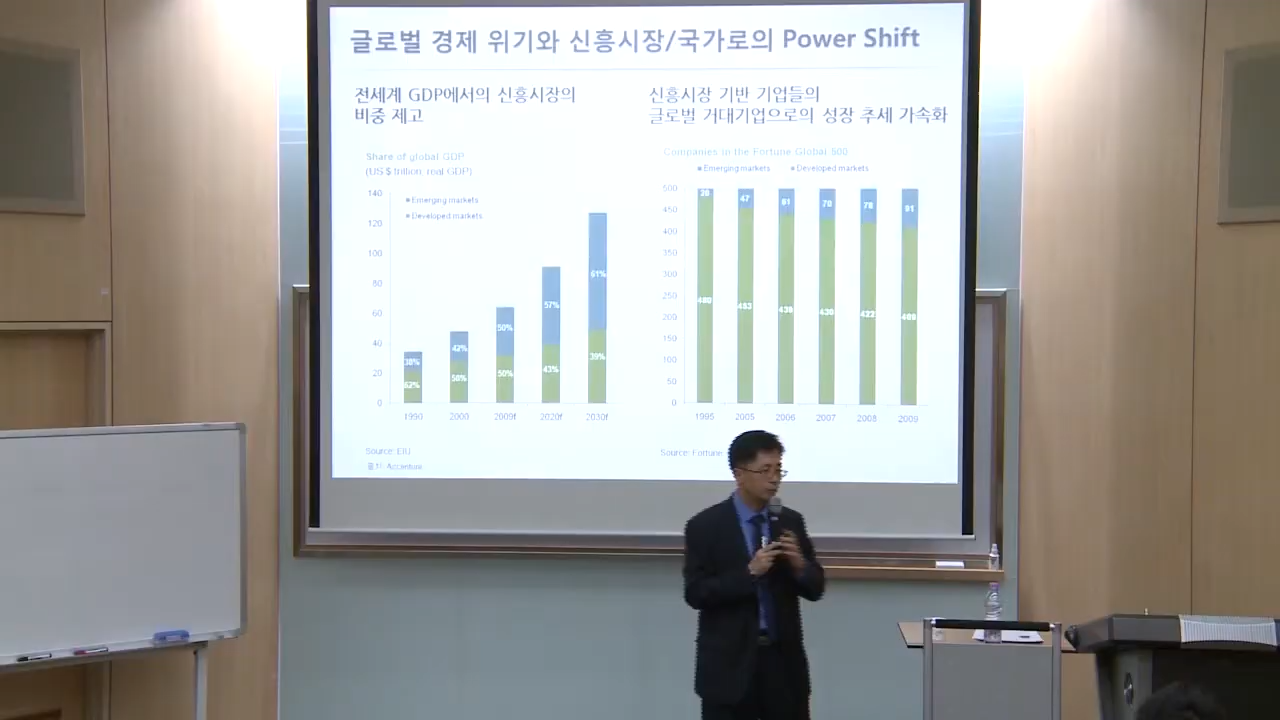 글로벌 경제 위기와 신흥시장/국가로의 Power Shift
전세계 GDP에서의 신흥시장의
비중 제고
Share of global GDP
(US $ trillion, real GDP)
Emerging markets
Developed markets
140
120
100
80
60
40
20
0
38%
62%
42%
58%
50%
50%
57%
43%
61%
39%
1990
2000
2009f
2020f
2030f
Source: EIU
출처: Accenture
신흥시장 기반 기업들의
글로벌 거대기업으로의 성장 추세 가속화
Companies in the Fortune Global 500
Emerging markets Developed markets
500
450
400
350
300
250
200
150
100
50
0
20
47
61
70
78
91
480
453
439
430
422
409
1995
2005
2006
2007
2008
2009
Source: Fortune